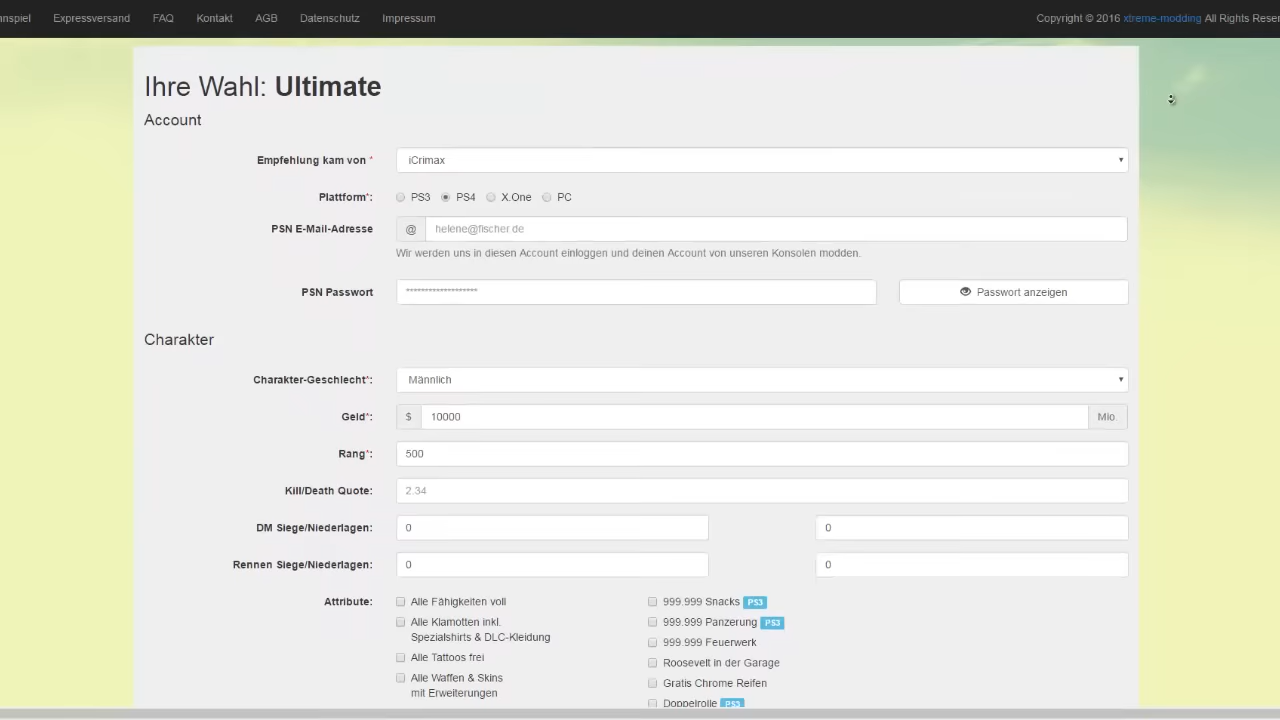 Expressversand FAQ Kontakt AGB Datenschutz Impressum Copyright © 2016 xtreme-modding All Rights
Ihre Wahl: Ultimate
Account
Empfehlung kam von * iCrimax
Plattform*: PS3 PS4 X.One PC
PSN E-Mail-Adresse @ helene@fischer.de
Wir werden uns in diesen Account einloggen und deinen Account von unseren Konsolen modden.
PSN Passwort ******************* Passwort anzeigen
Charakter
Charakter-Geschlecht*: Männlich
Geld*: $ 10000 Mio.
Rang*: 500
Kill/Death Quote: 2.34
DM Siege/Niederlagen: 0 0
Rennen Siege/Niederlagen: 0 0
Attribute: Alle Fähigkeiten voll 999.999 Snacks PS3
Alle Klamotten inkl. 999.999 Panzerung PS3
Spezialshirts & DLC-Kleidung 999.999 Feuerwerk
Alle Tattoos frei Roosevelt in der Garage
Alle Waffen & Skins Gratis Chrome Reifen
mit Erweiterungen Doppelrolle PS3